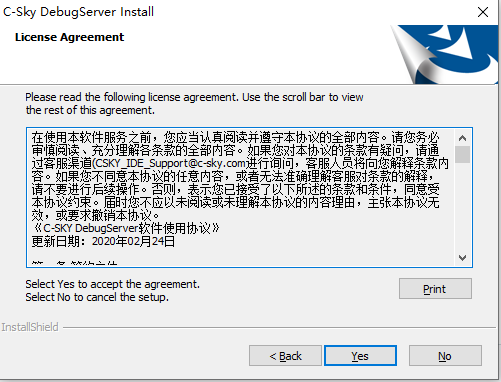 C-Sky DebugServer Install
License Agreement
Please read the following license agreement. Use the scroll bar to view
the rest of this agreement.
在使用本软件服务之前，您应当认真阅读并遵守本协议的全部内容。请您务必
审慎阅读、充分理解各条款的全部内容。如果您对本协议的条款有疑问，请通
过客服渠道(CSKY_IDE_Support@c-sky.com进行询问，客服人员将向您解释条款内
容。如果您不同意本协议的任意内容，或者无法准确理解客服对条款的解释，
请不要进行后续操作。否则，表示您已接受了以下所述的条款和条件，同意受
本协议约束。届时您不应以未阅读或未理解本协议的内容理由，主张本协议无
效，或要求撤销本协议。
《C-SKY DebugServer软件使用协议》
更新日期：2020年02月24日
Select Yes to accept the agreement.
Select No to cancel the setup.
Print
InstallShield
< Back
Yes
No